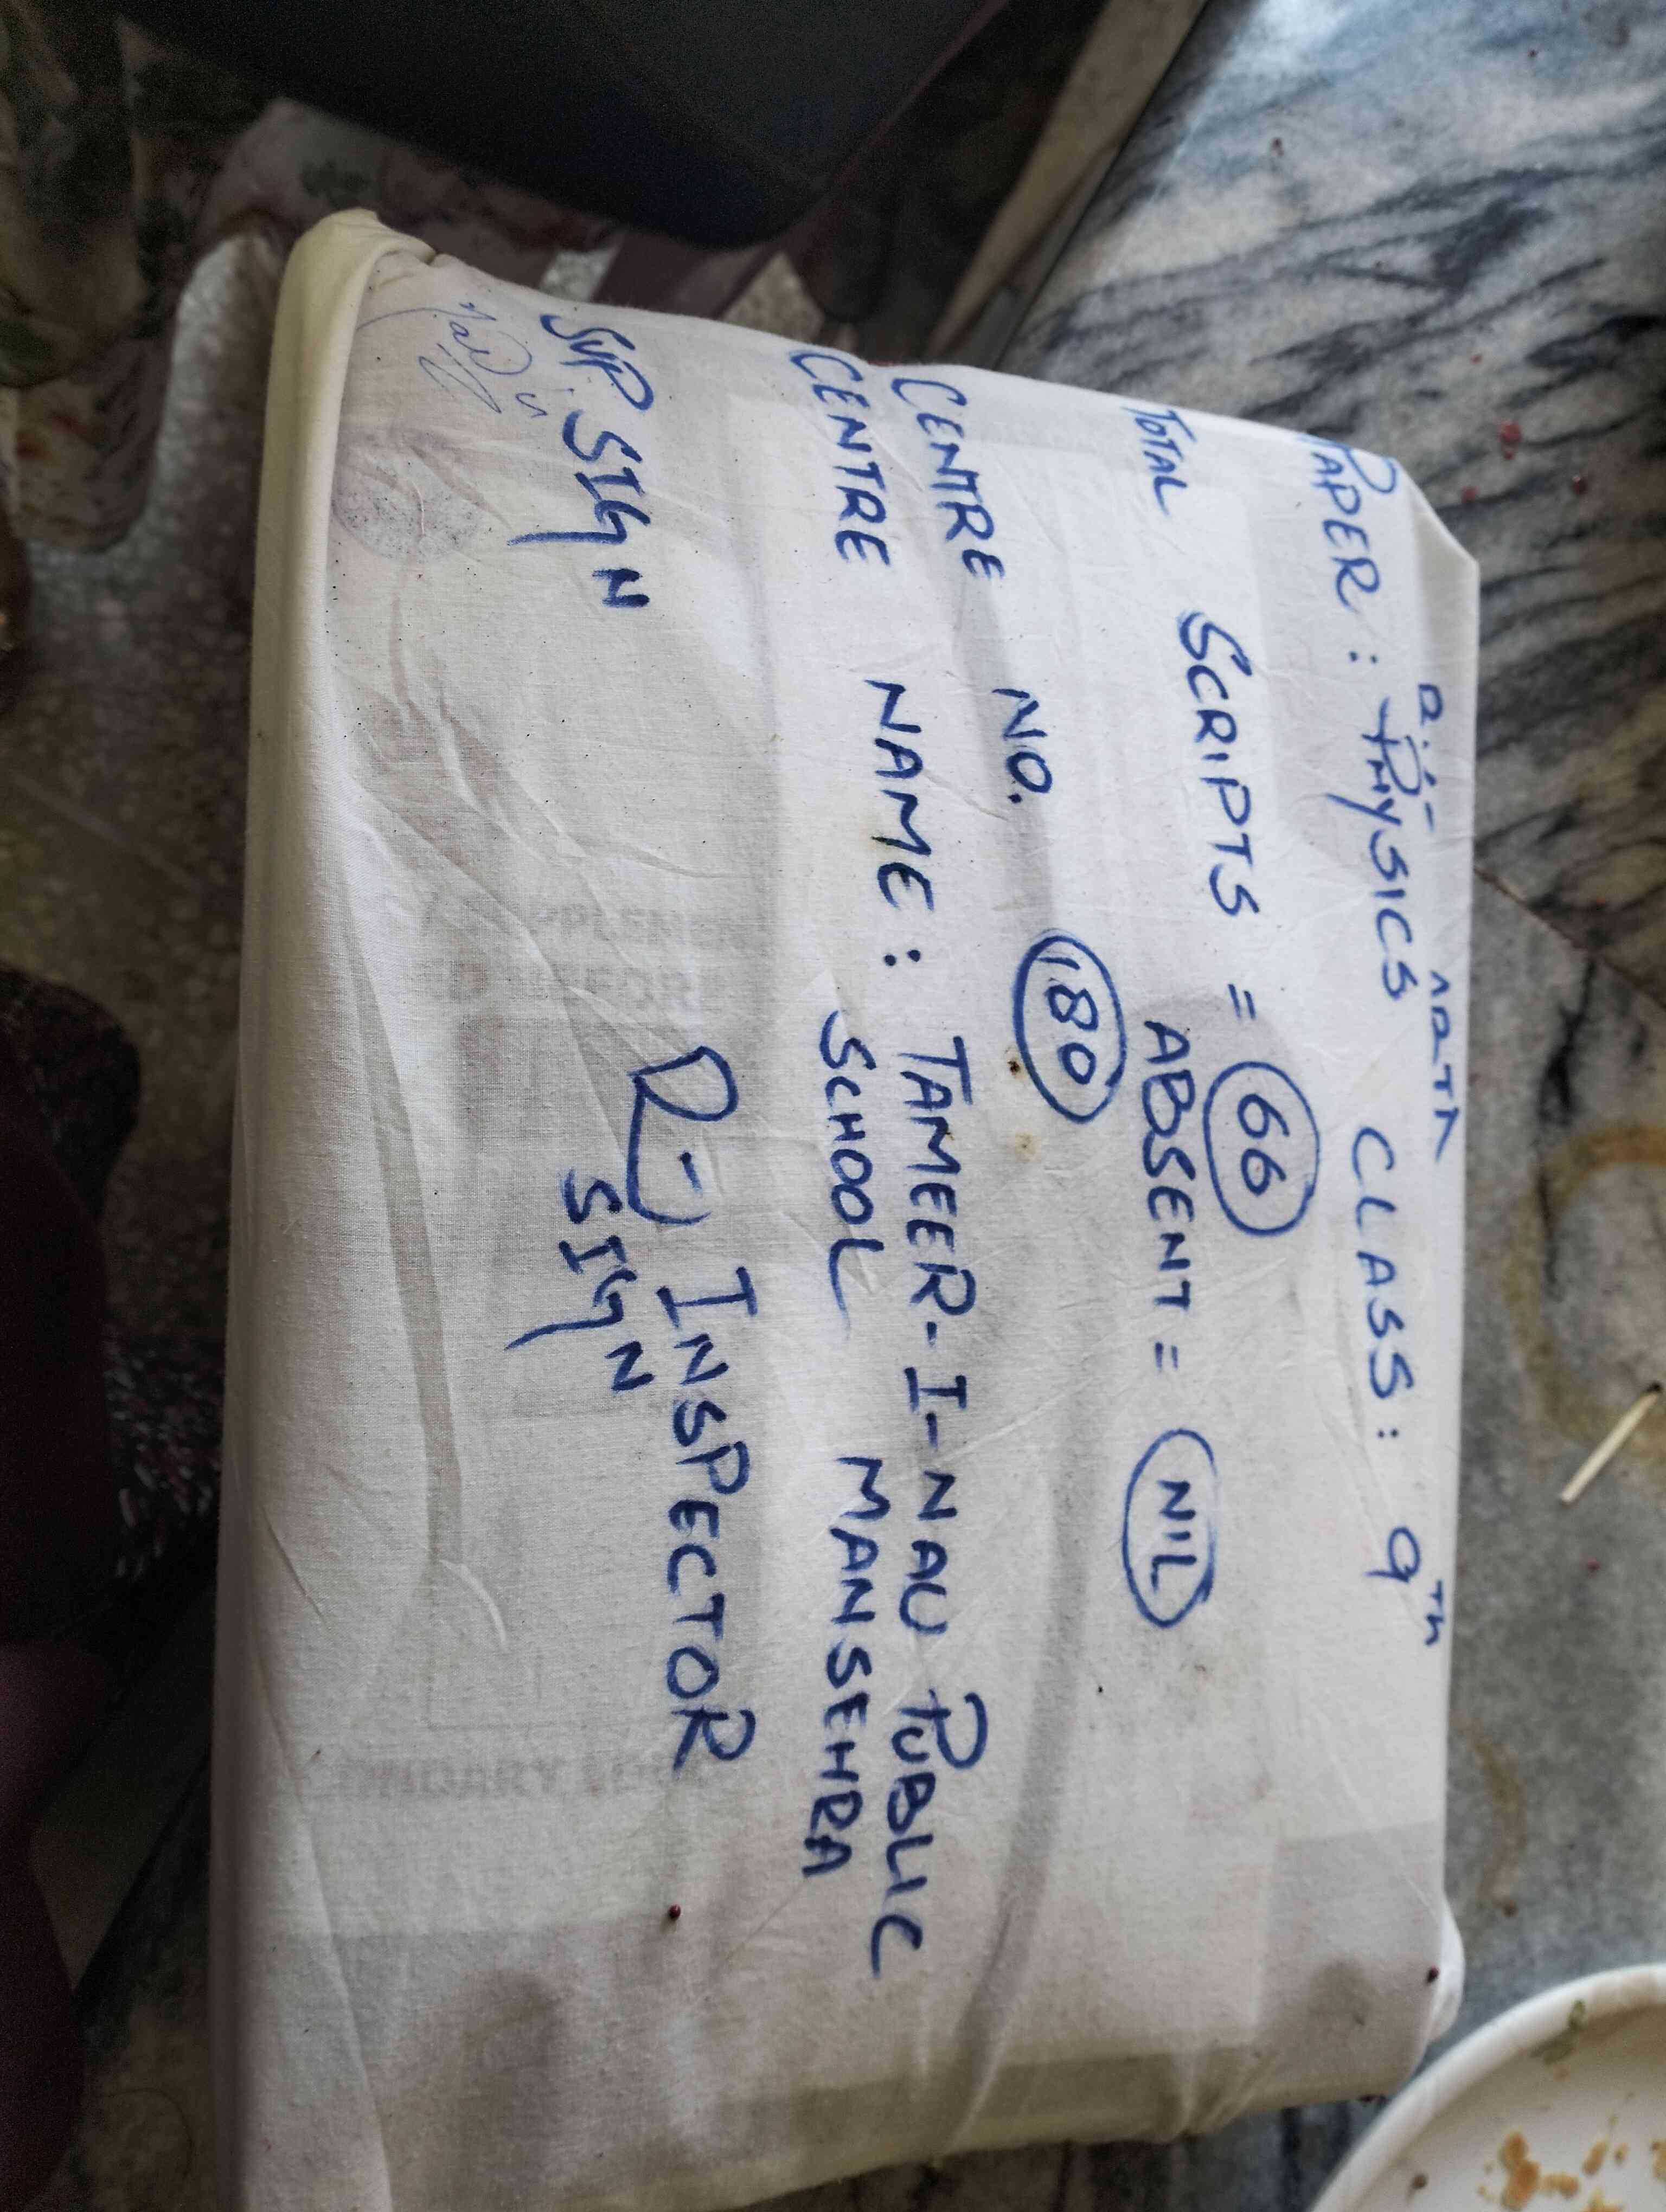 PAPER : PHYSICS CLASS : 9TH
TOTAL SCRIPTS = 66
ABSENT = NIL
CENTRE NO. 180
CENTRE NAME : TAMEER-I-NAU PUBLIC
SCHOOL MANSEHRA
SUP SIGN
R-INSPECTOR
SIGN